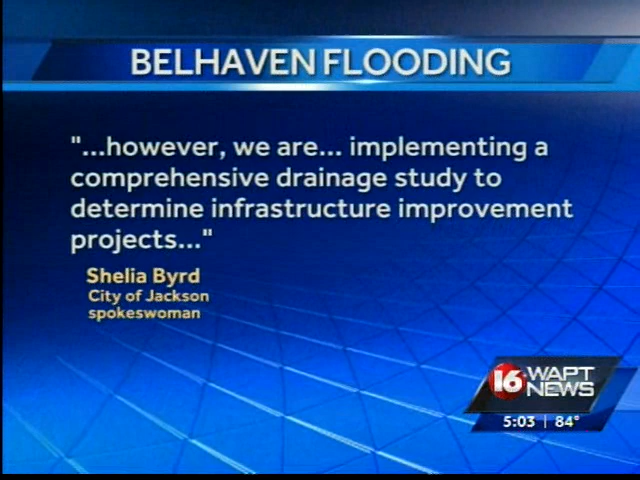 BELHAVEN FLOODING
"...however, we are... implementing a
comprehensive drainage study to
determine infrastructure improvement
projects..."
Shelia Byrd
City of Jackson
spokeswoman
16 WAPT
NEWS
5:03 | 84°